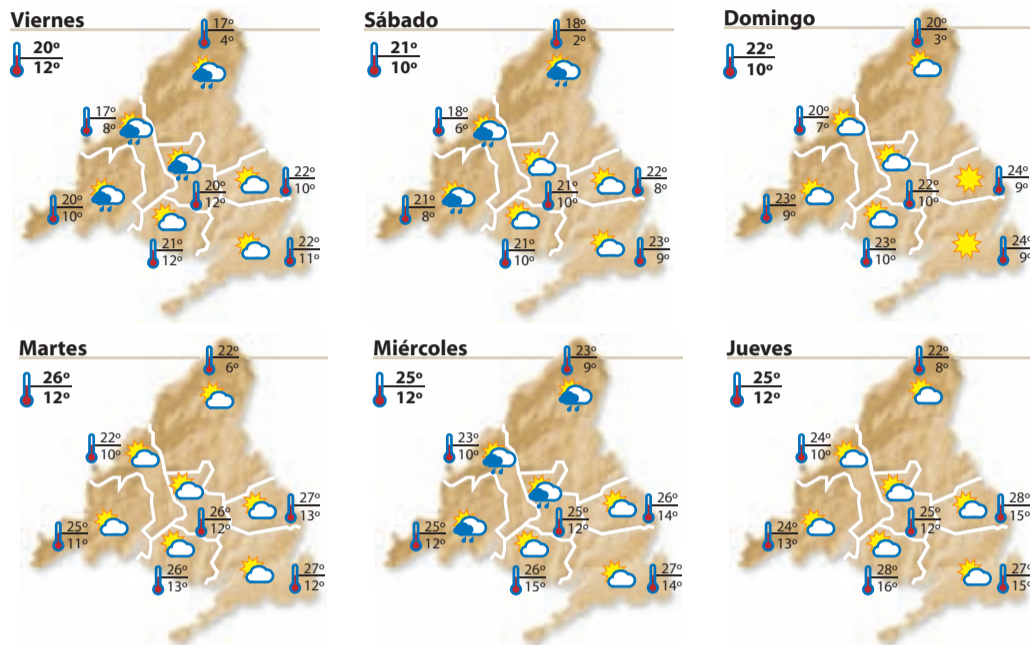 Viernes
20º
12º
17º
4º
17º
8º
20º
12º
22º
10º
20º
10º
21º
12º
22º
11º
Sábado
21º
10º
18º
2º
18º
6º
21º
10º
22º
8º
21º
8º
21º
10º
23º
9º
Domingo
22º
10º
20º
3º
20º
7º
22º
10º
24º
9º
23º
9º
23º
10º
24º
9º
Martes
26º
12º
22º
6º
22º
10º
26º
12º
27º
13º
25º
11º
26º
13º
27º
12º
Miércoles
25º
12º
23º
9º
23º
10º
25º
12º
26º
14º
25º
12º
26º
15º
27º
14º
Jueves
25º
12º
22º
8º
24º
10º
25º
12º
28º
15º
24º
13º
28º
16º
27º
15º